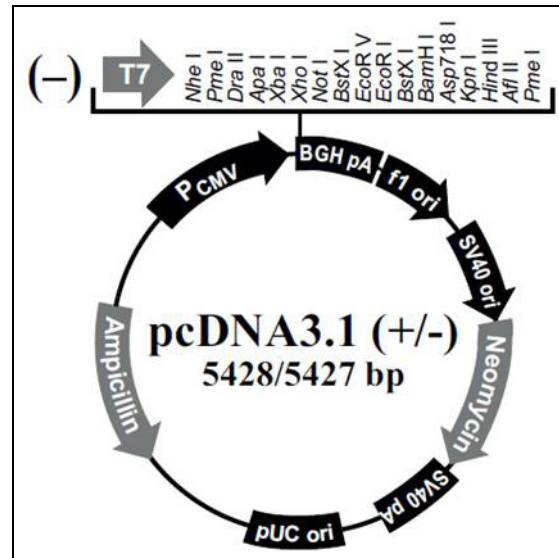 (–) T7 Nhe I Pme I Dra II Apa I Xba I Xho I Not I BstX I EcoR V EcoR I BstX I BamH I Asp718 I Kpn I Hind III Afl II Pme I
PCMV
BGH pA
f1 ori
SV40 ori
Ampicillin
pcDNA3.1 (+/-)
5428/5427 bp
Neomycin
SV40 pA
pUC ori